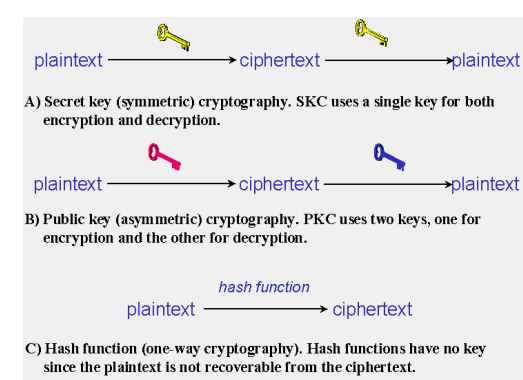 plaintext ciphertext plaintext
A) Secret key (symmetric) cryptography. SKC uses a single key for both
encryption and decryption.
plaintext ciphertext plaintext
B) Public key (asymmetric) cryptography. PKC uses two keys, one for
encryption and the other for decryption.
hash function
plaintext ciphertext
C) Hash function (one-way cryptography). Hash functions have no key
since the plaintext is not recoverable from the ciphertext.